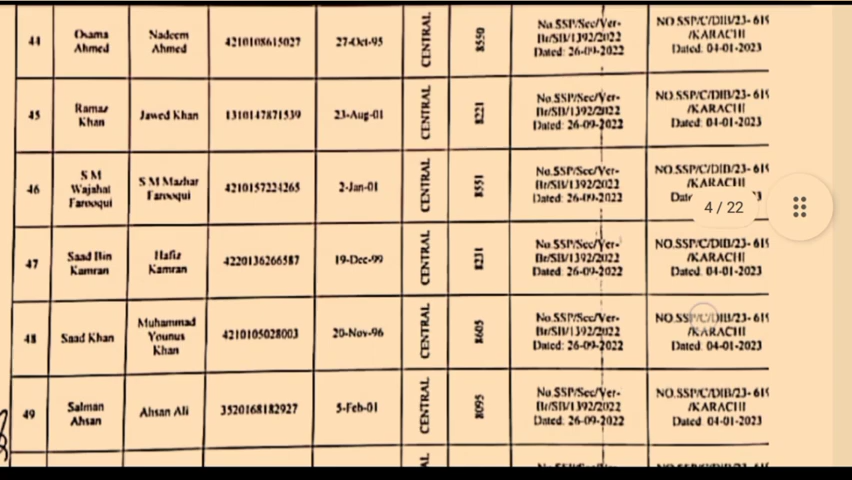 44 Osama Ahmed Nadeem Ahmed 4210108615027 27-Oct-95 CENTRAL 8550 No.SSP/Sec/Ver-Br/SB/1392/2022 Dated: 26-09-2022 NO.SSP/C/DIB/23- 619 /KARACHI Dated: 04-01-2023
45 Ramaz Khan Jawed Khan 1310147871539 23-Aug-01 CENTRAL 8221 No.SSP/Sec/Ver-Br/SB/1392/2022 Dated: 26-09-2022 NO.SSP/C/DIB/23- 619 /KARACHI Dated: 04-01-2023
46 S M Wajahat Farooqui S M Mazhar Farooqui 4210157224265 2-Jan-01 CENTRAL 8551 No.SSP/Sec/Ver-Br/SB/1392/2022 Dated: 26-09-2022 NO.SSP/C/DIB/23- 619 /KARACHI
4 / 22
47 Saad Bin Kamran Hafiz Kamran 4220136266587 19-Dec-99 CENTRAL 8231 No.SSP/Sec/Ver-Br/SB/1392/2022 Dated: 26-09-2022 NO.SSP/C/DIB/23- 619 /KARACHI Dated: 04-01-2023
48 Saad Khan Muhammad Younus Khan 4210105028003 20-Nov-96 CENTRAL 8605 No.SSP/Sec/Ver-Br/SB/1392/2022 Dated: 26-09-2022 NO.SSP/C/DIB/23- 619 /KARACHI Dated: 04-01-2023
49 Salman Ahsan Ahsan Ali 3520168182927 5-Feb-01 CENTRAL 8095 No.SSP/Sec/Ver-Br/SB/1392/2022 Dated: 26-09-2022 NO.SSP/C/DIB/23- 619 /KARACHI Dated: 04-01-2023